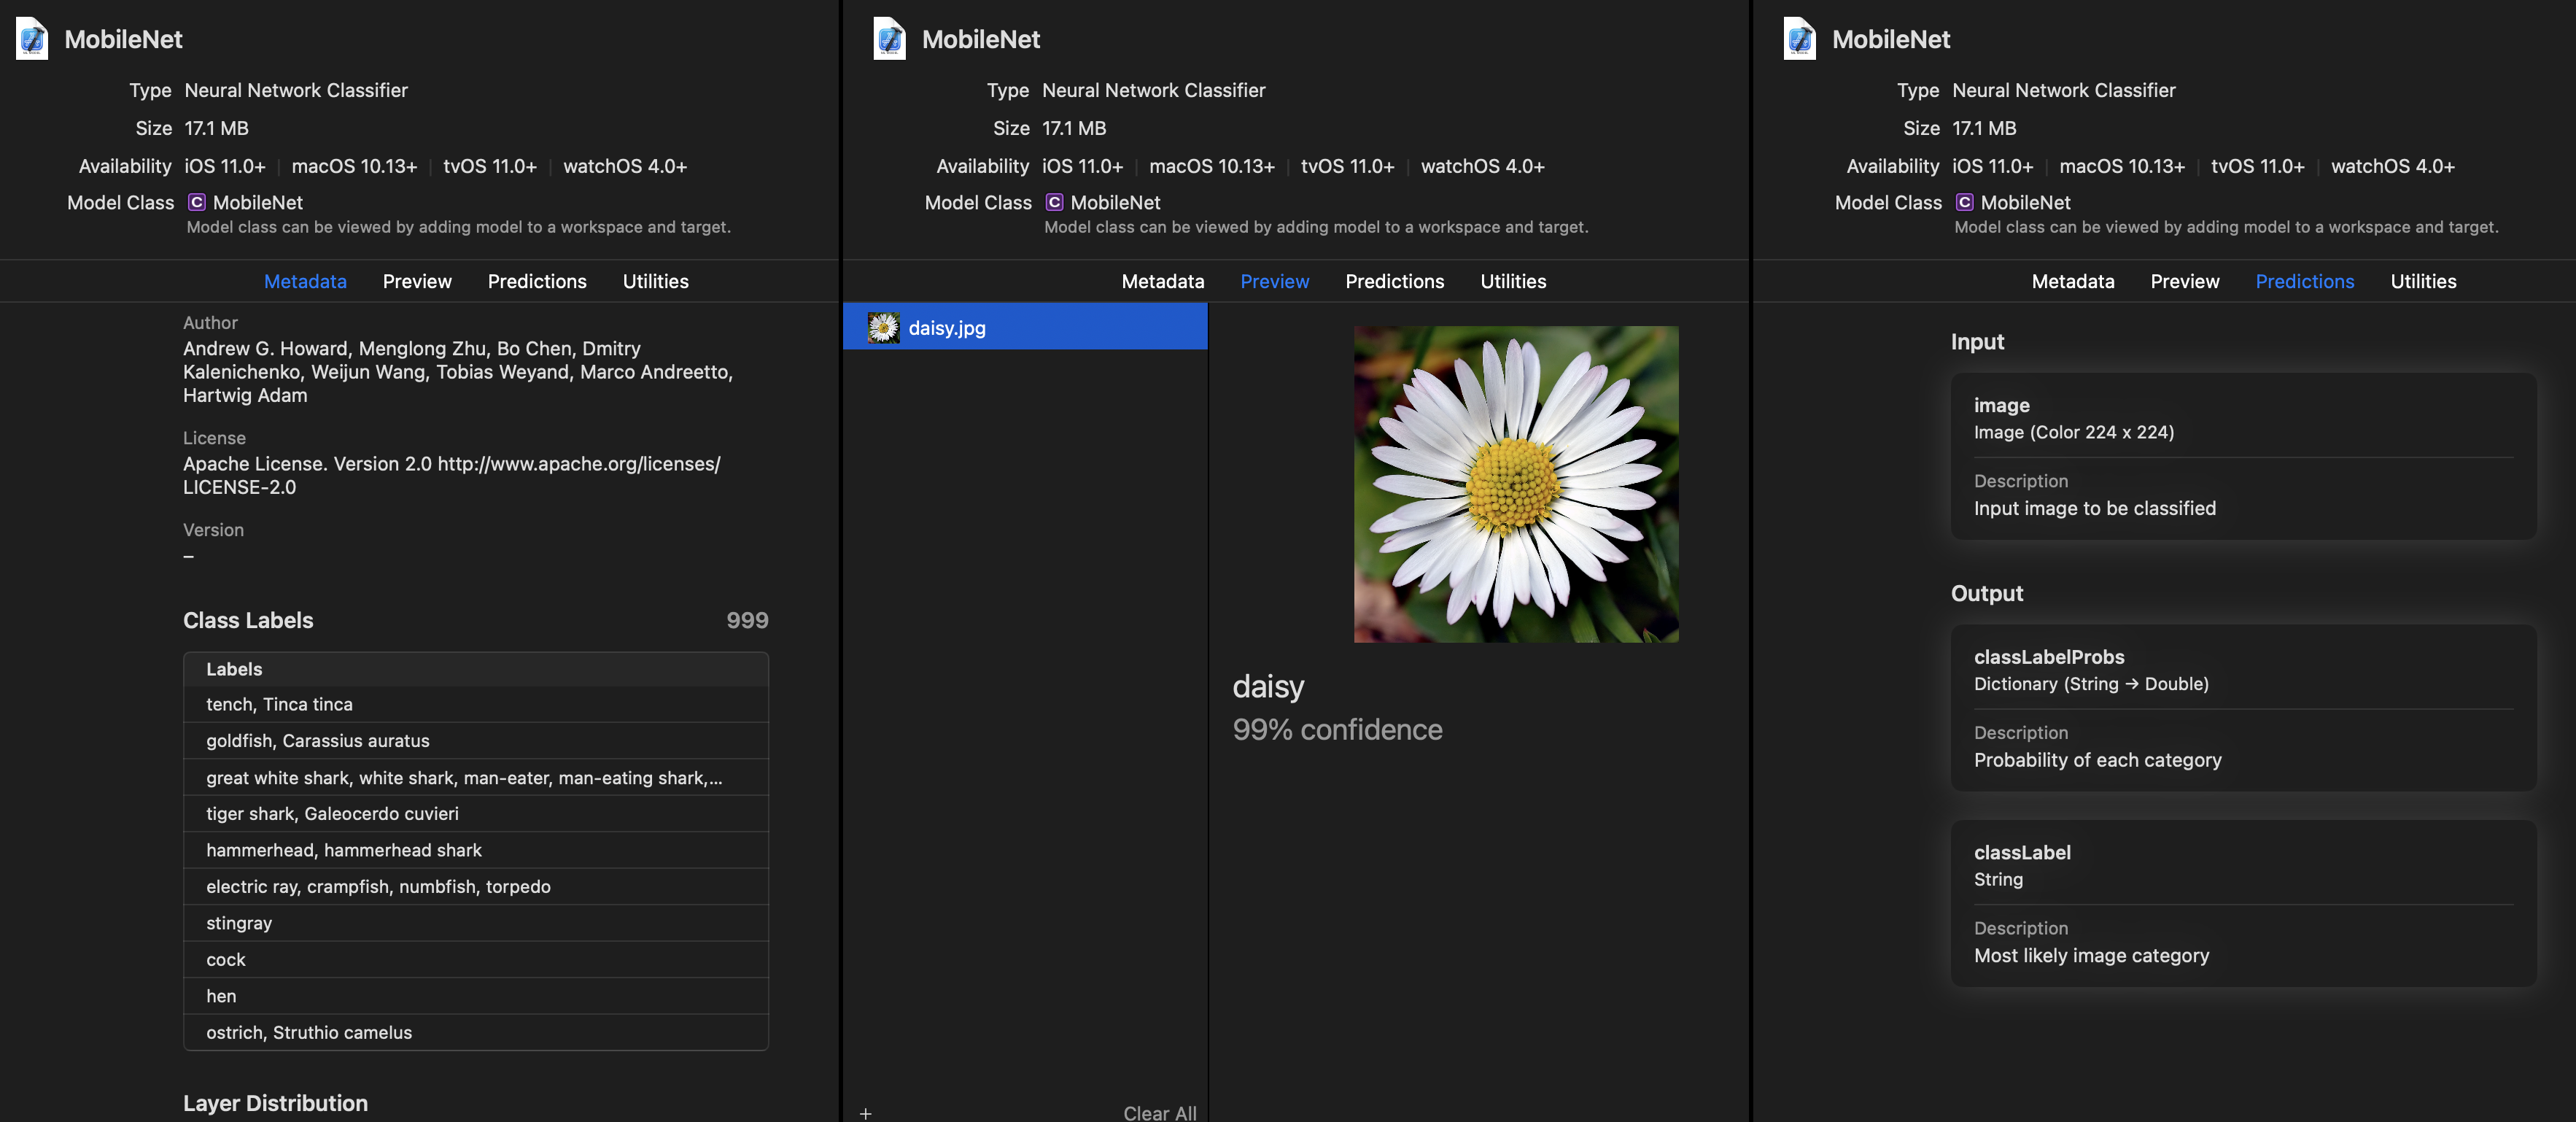 MobileNet
Type Neural Network Classifier
Size 17.1 MB
Availability iOS 11.0+ | macOS 10.13+ | tvOS 11.0+ | watchOS 4.0+
Model Class C MobileNet
Model class can be viewed by adding model to a workspace and target.
Metadata Preview Predictions Utilities
Author
Andrew G. Howard, Menglong Zhu, Bo Chen, Dmitry
Kalenichenko, Weijun Wang, Tobias Weyand, Marco Andreetto,
Hartwig Adam
License
Apache License. Version 2.0 http://www.apache.org/licenses/
LICENSE-2.0
Version
–
Class Labels 999
Labels
tench, Tinca tinca
goldfish, Carassius auratus
great white shark, white shark, man-eater, man-eating shark,...
tiger shark, Galeocerdo cuvieri
hammerhead, hammerhead shark
electric ray, crampfish, numbfish, torpedo
stingray
cock
hen
ostrich, Struthio camelus
Layer Distribution
MobileNet
Type Neural Network Classifier
Size 17.1 MB
Availability iOS 11.0+ | macOS 10.13+ | tvOS 11.0+ | watchOS 4.0+
Model Class C MobileNet
Model class can be viewed by adding model to a workspace and target.
Metadata Preview Predictions Utilities
daisy.jpg
daisy
99% confidence
+ Clear All
MobileNet
Type Neural Network Classifier
Size 17.1 MB
Availability iOS 11.0+ | macOS 10.13+ | tvOS 11.0+ | watchOS 4.0+
Model Class C MobileNet
Model class can be viewed by adding model to a workspace and target.
Metadata Preview Predictions Utilities
Input
image
Image (Color 224 x 224)
Description
Input image to be classified
Output
classLabelProbs
Dictionary (String → Double)
Description
Probability of each category
classLabel
String
Description
Most likely image category